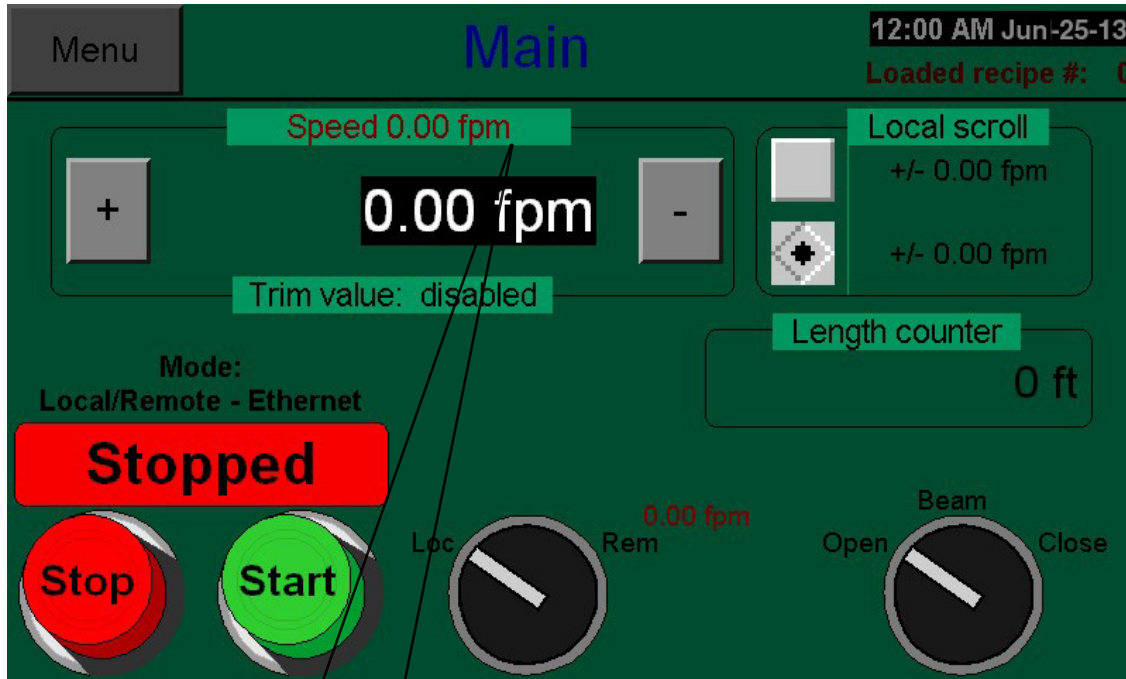 Menu
Main
12:00 AM Jun-25-13
Loaded recipe #: 0
Speed 0.00 fpm
Local scroll
+
0.00 fpm
-
+/- 0.00 fpm
+/- 0.00 fpm
Trim value: disabled
Length counter
0 ft
Mode:
Local/Remote - Ethernet
Stopped
Stop
Start
Loc
Rem
0.00 fpm
Beam
Open
Close